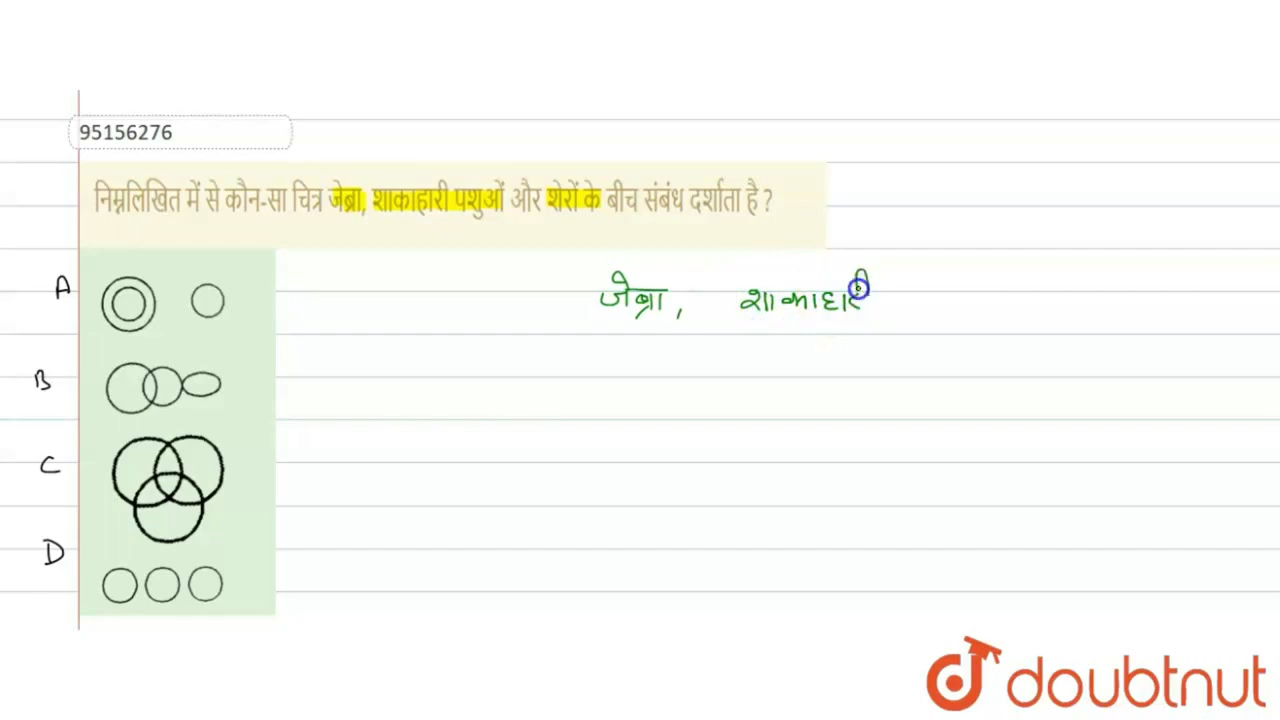 95156276
निम्नलिखित में से कौन-सा चित्र जेब्रा, शाकाहारी पशुओं और शेरों के बीच संबंध दर्शाता है ?
जेब्रा, शाकाहारी
A
B
C
D
doubtnut